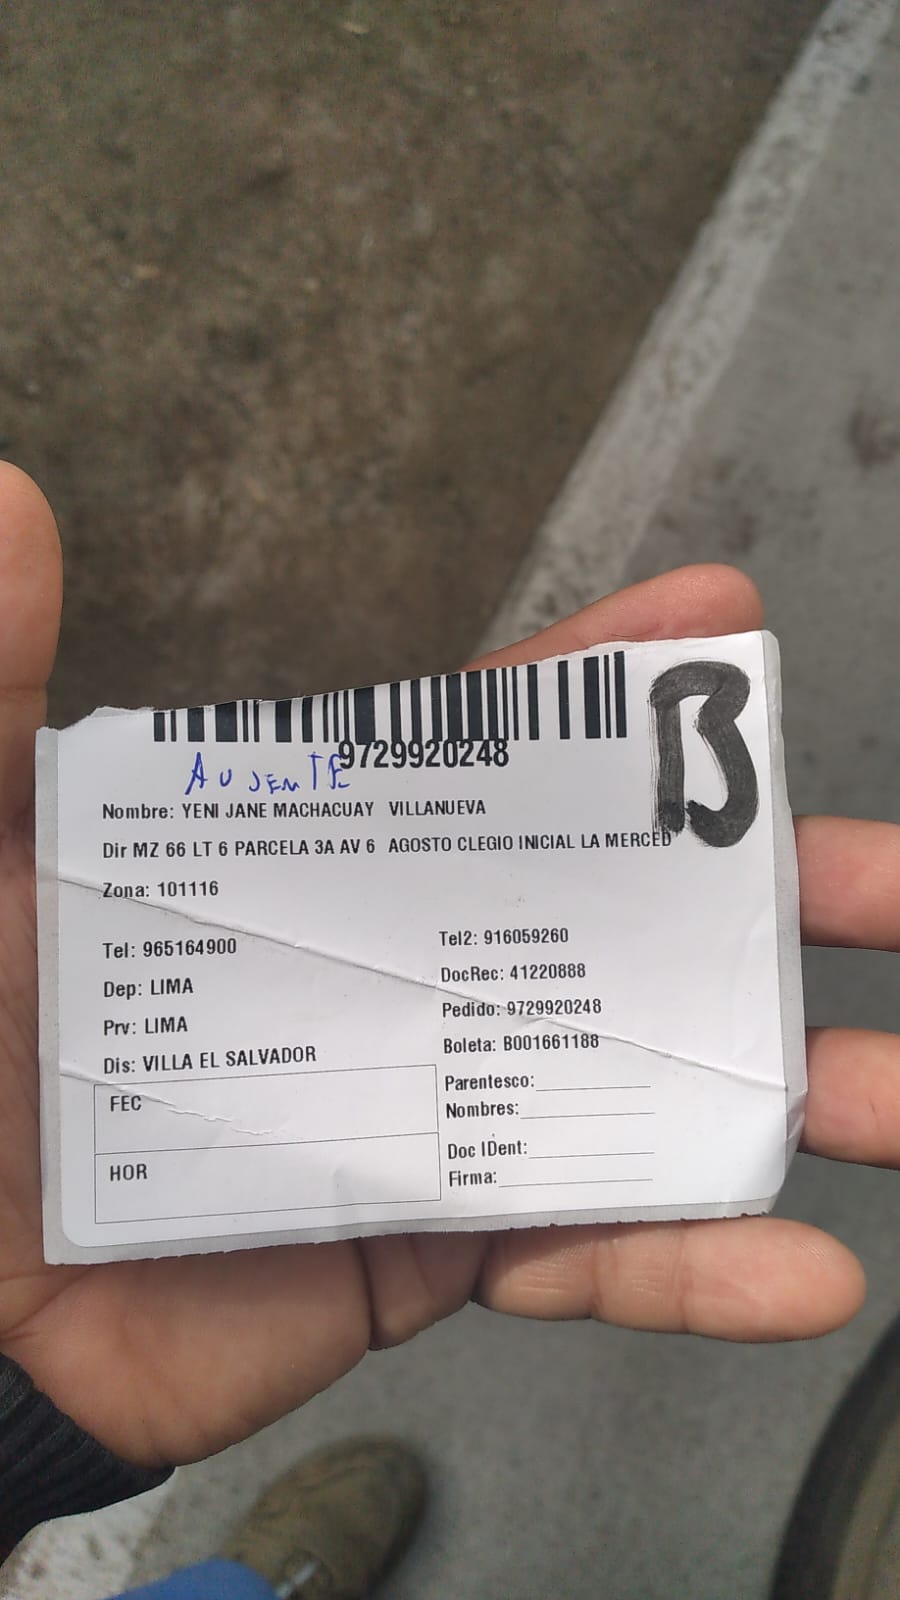 B
9729920248
AUSENTE
Nombre: YENI JANE MACHACUAY VILLANUEVA
Dir MZ 66 LT 6 PARCELA 3A AV 6 AGOSTO CLEGIO INICIAL LA MERCED
Zona: 101116
Tel: 965164900
Tel2: 916059260
Dep: LIMA
DocRec: 41220888
Prv: LIMA
Pedido: 9729920248
Dis: VILLA EL SALVADOR
Boleta: B001661188
FEC
Parentesco:
Nombres:
HOR
Doc IDent:
Firma: